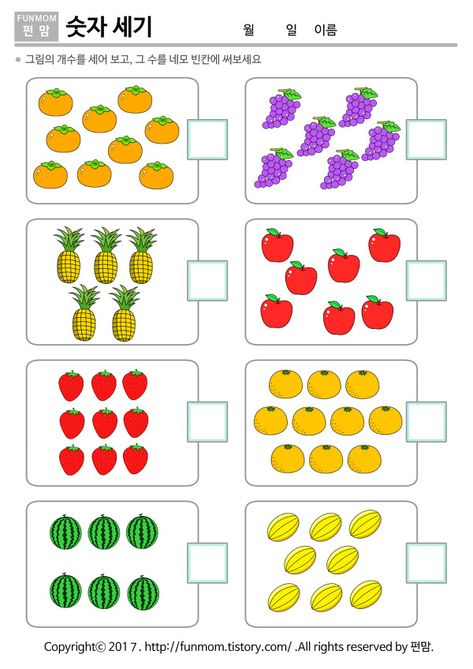 FUNMOM
펀 맘
숫자 세기
월 일 이름
그림의 개수를 세어 보고, 그 수를 네모 빈칸에 써보세요
Copyright© 2017. http://funmom.tistory.com/ .All rights reserved by 펀맘.